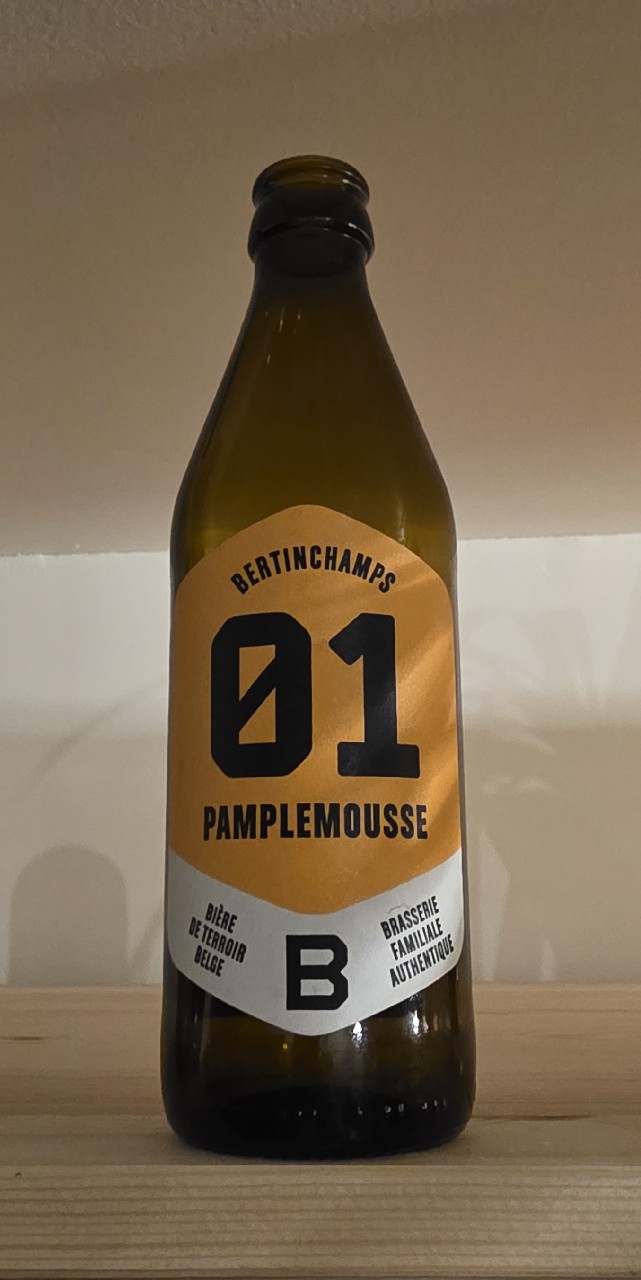 BERTINCHAMPS
01
PAMPLEMOUSSE
BIÈRE
DE TERROIR
BELGE
B
BRASSERIE
FAMILIALE
AUTHENTIQUE